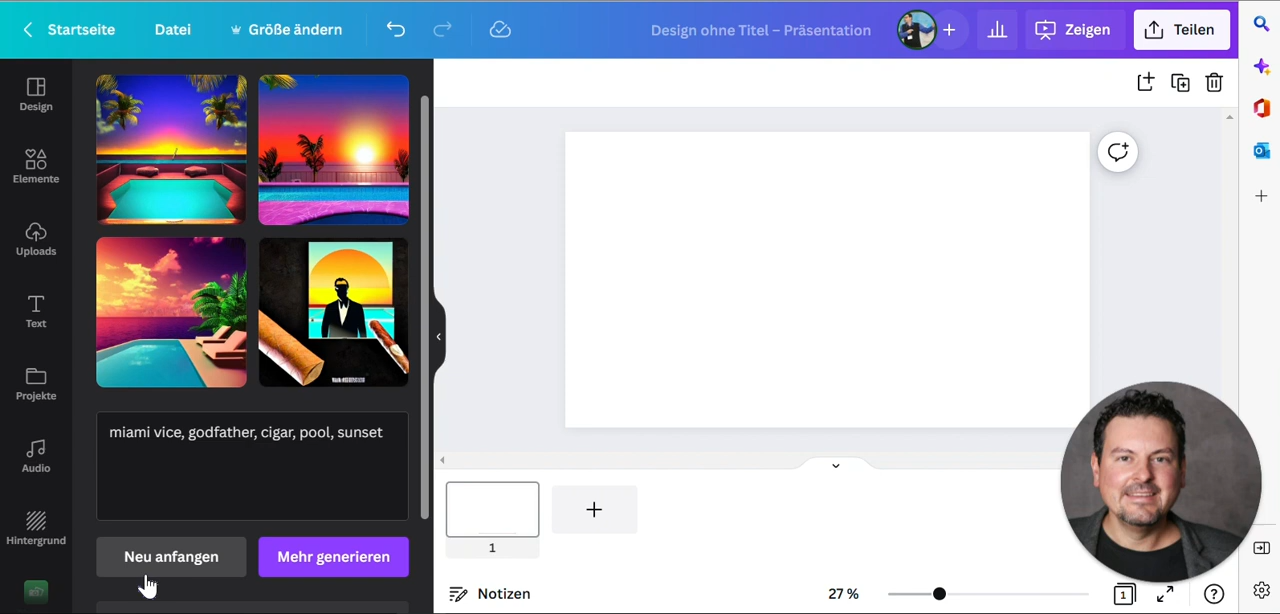 Startseite
Datei
Größe ändern
Design ohne Titel – Präsentation
Zeigen
Teilen
Design
Elemente
Uploads
Text
Projekte
Audio
Hintergrund
miami vice, godfather, cigar, pool, sunset
Neu anfangen
Mehr generieren
1
Notizen
27 %
1